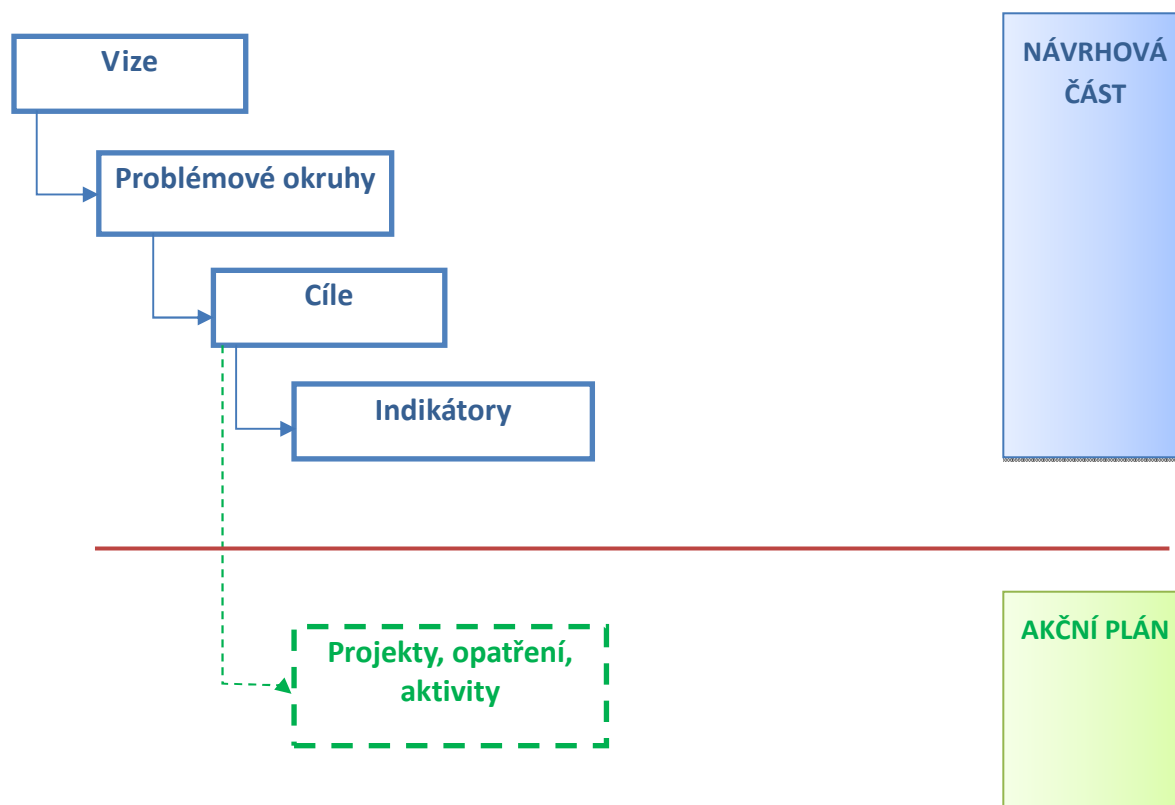 Vize
NÁVRHOVÁ
ČÁST
Problémové okruhy
Cíle
Indikátory
Projekty, opatření,
aktivity
AKČNÍ PLÁN